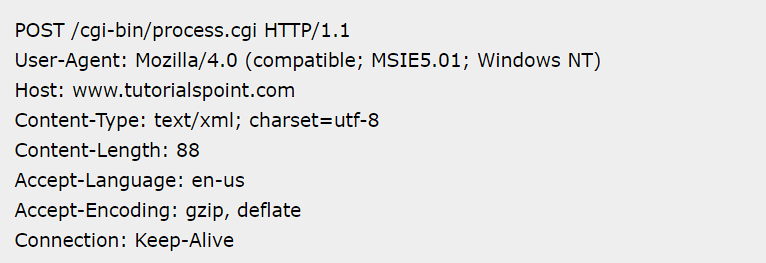 POST /cgi-bin/process.cgi HTTP/1.1
User-Agent: Mozilla/4.0 (compatible; MSIE5.01; Windows NT)
Host: www.tutorialspoint.com
Content-Type: text/xml; charset=utf-8
Content-Length: 88
Accept-Language: en-us
Accept-Encoding: gzip, deflate
Connection: Keep-Alive